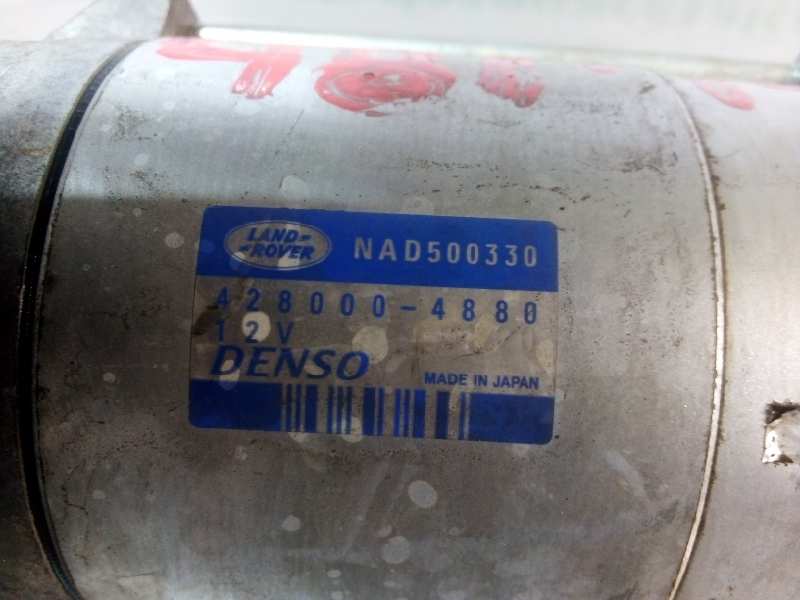 LAND-
-ROVER
NAD500330
428000-4880
12V
DENSO
MADE IN JAPAN